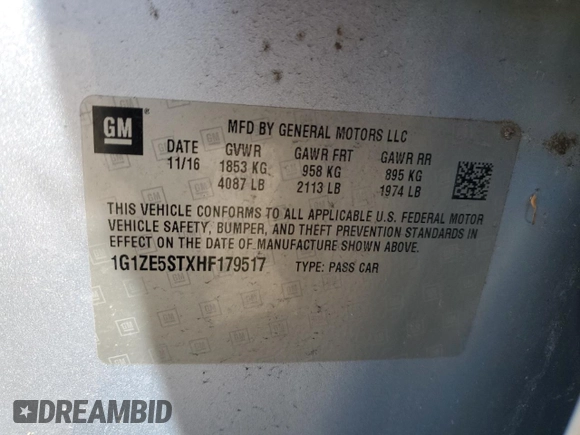 GM
MFD BY GENERAL MOTORS LLC
DATE GVWR GAWR FRT GAWR RR
11/16 1853 KG 958 KG 895 KG
4087 LB 2113 LB 1974 LB
THIS VEHICLE CONFORMS TO ALL APPLICABLE U.S. FEDERAL MOTOR
VEHICLE SAFETY, BUMPER, AND THEFT PREVENTION STANDARDS IN
EFFECT ON THE DATE OF MANUFACTURE SHOWN ABOVE.
1G1ZE5STXHF179517 TYPE: PASS CAR
DREAMBID